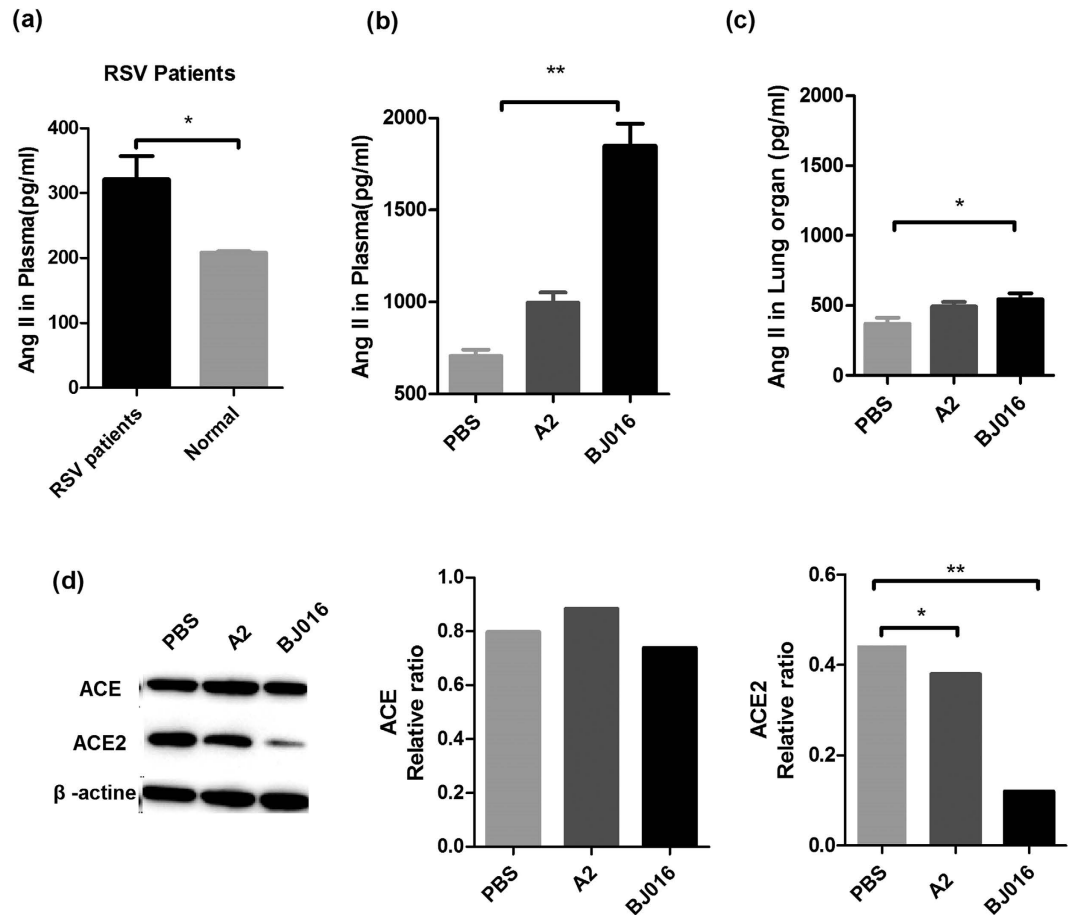 (a)
RSV Patients
Ang II in Plasma(pg/ml)
400
300
200
100
0
*
RSV patients
Normal
(b)
Ang II in Plasma(pg/ml)
2000
1500
1000
500
**
PBS
A2
BJ016
(c)
Ang II in Lung organ (pg/ml)
2000
1500
1000
500
0
*
PBS
A2
BJ016
(d)
PBS
A2
BJ016
ACE
ACE2
β -actine
ACE
Relative ratio
1.0
0.8
0.6
0.4
0.2
0.0
PBS
A2
BJ016
ACE2
Relative ratio
0.6
0.4
0.2
0.0
**
*
PBS
A2
BJ016